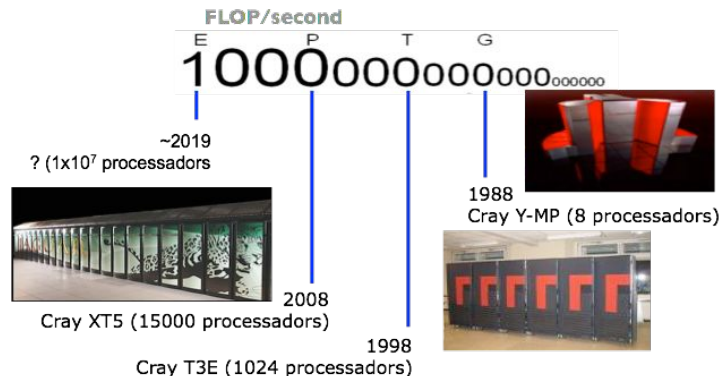 FLOP/second
E P T G
1000000000000000000
~2019
? (1x10⁷ processadors
1988
Cray Y-MP (8 processadors)
2008
Cray XT5 (15000 processadors)
1998
Cray T3E (1024 processadors)